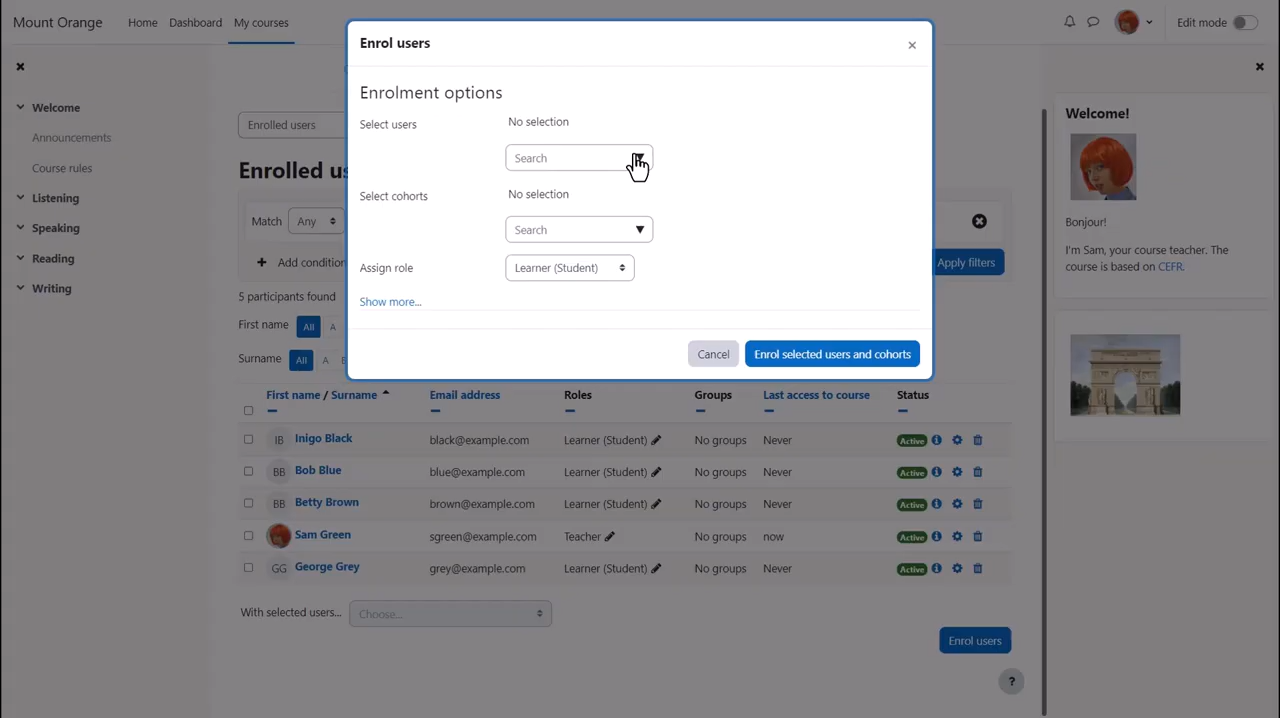 Mount Orange
Home
Dashboard
My courses
Edit mode
Welcome
Announcements
Course rules
Listening
Speaking
Reading
Writing
Enrolled users
Enrolled us
Match
Any
Add condition
Apply filters
5 participants found
First name
All
A
Surname
All
A
B
Enrol users
×
Enrolment options
Select users
No selection
Search
Select cohorts
No selection
Search
Assign role
Learner (Student)
Show more...
Cancel
Enrol selected users and cohorts
First name / Surname
Email address
Roles
Groups
Last access to course
Status
IB Inigo Black black@example.com Learner (Student) No groups Never Active
BB Bob Blue blue@example.com Learner (Student) No groups Never Active
BB Betty Brown brown@example.com Learner (Student) No groups Never Active
Sam Green sgreen@example.com Teacher No groups now Active
GG George Grey grey@example.com Learner (Student) No groups Never Active
With selected users...
Choose...
Enrol users
?
Welcome!
Bonjour!
I'm Sam, your course teacher. The
course is based on CEFR.